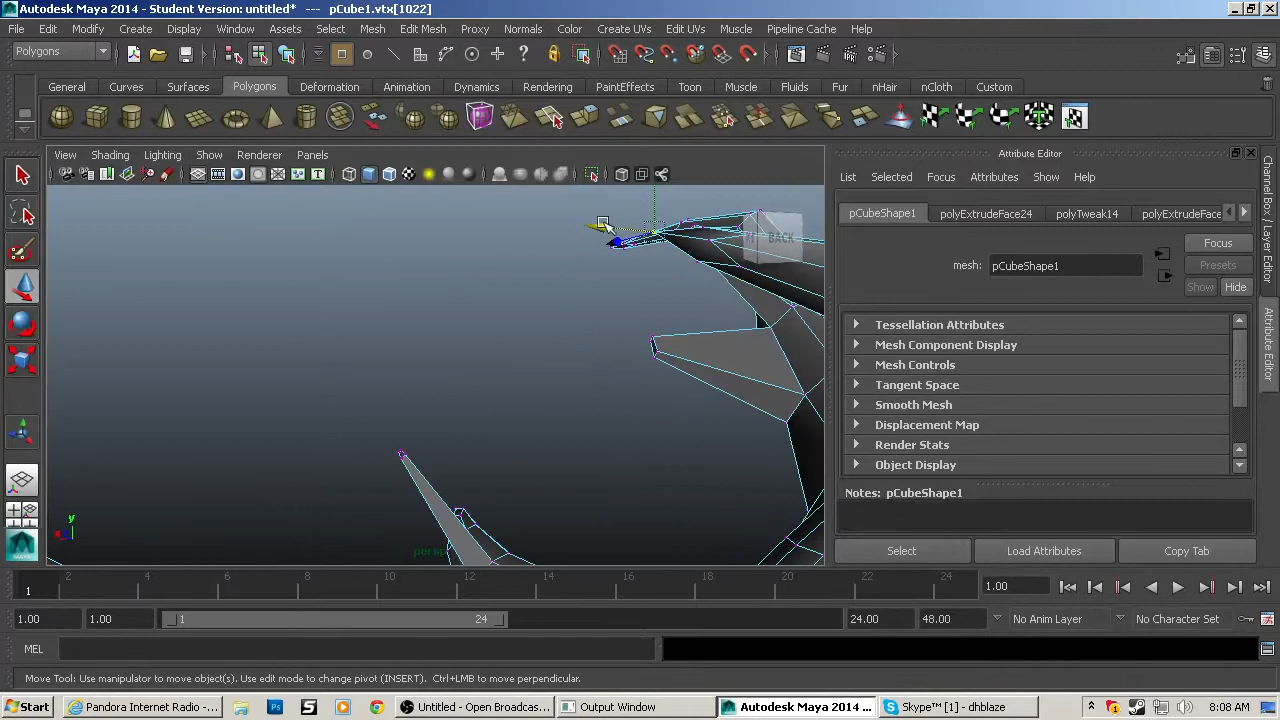 Autodesk Maya 2014 - Student Version: untitled*   ---   pCube1.vtx[1022]
File Edit Modify Create Display Window Assets Select Mesh Edit Mesh Proxy Normals Color Create UVs Edit UVs Muscle Pipeline Cache Help
Polygons
General Curves Surfaces Polygons Deformation Animation Dynamics Rendering PaintEffects Toon Muscle Fluids Fur nHair nCloth Custom
View Shading Lighting Show Renderer Panels
Attribute Editor
List Selected Focus Attributes Show Help
pCubeShape1 polyExtrudeFace24 polyTweak14 polyExtrudeFace
BACK
Focus
mesh: pCubeShape1
Presets
Show Hide
Tessellation Attributes
Mesh Component Display
Mesh Controls
Tangent Space
Smooth Mesh
Displacement Map
Render Stats
Object Display
Notes: pCubeShape1
Select Load Attributes Copy Tab
Channel Box / Layer Editor
Attribute Editor
y
persp
2 4 6 8 10 12 14 16 18 20 22 24
1
1.00
1.00 1.00 1 24 24.00 48.00 No Anim Layer No Character Set
MEL
Move Tool: Use manipulator to move object(s). Use edit mode to change pivot (INSERT). Ctrl+LMB to move perpendicular.
Start Pandora Internet Radio - ... Untitled - Open Broadcas... Output Window Autodesk Maya 2014 ... Skype™ [1] - dhblaze 8:08 AM